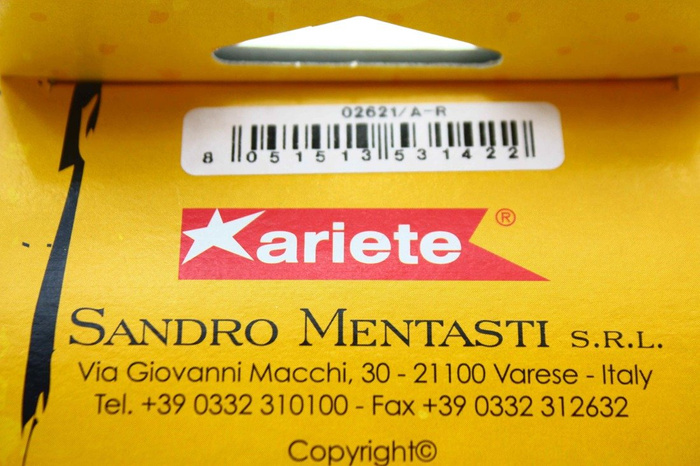 02621/A-R
8 051513 531422
ariete®
SANDRO MENTASTI S.R.L.
Via Giovanni Macchi, 30 - 21100 Varese - Italy
Tel. +39 0332 310100 - Fax +39 0332 312632
Copyright©